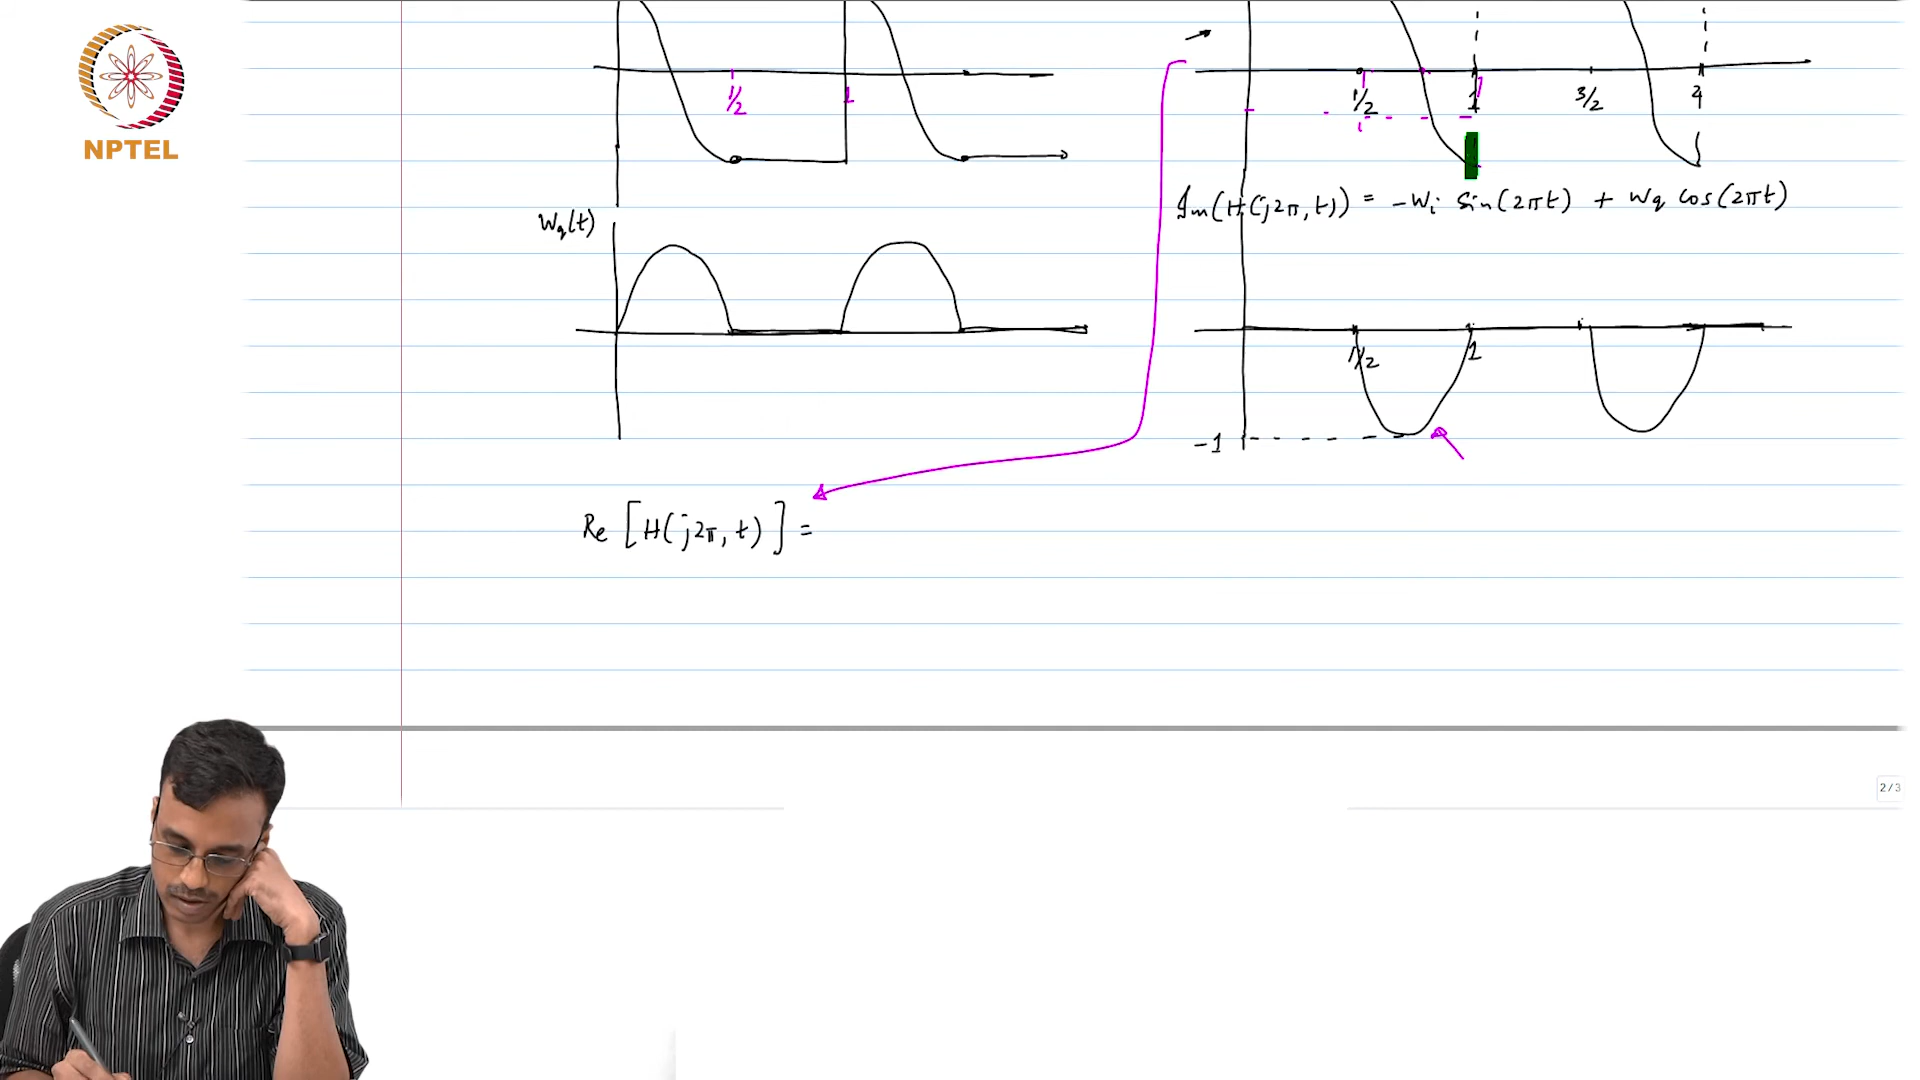 NPTEL
1/2
1
1/2
1
3/2
2
Im(H(j2π, t)) = -Wi sin(2πt) + Wq cos(2πt)
Wq(t)
1/2
1
-1
Re [H(j2π, t)] =
2/3